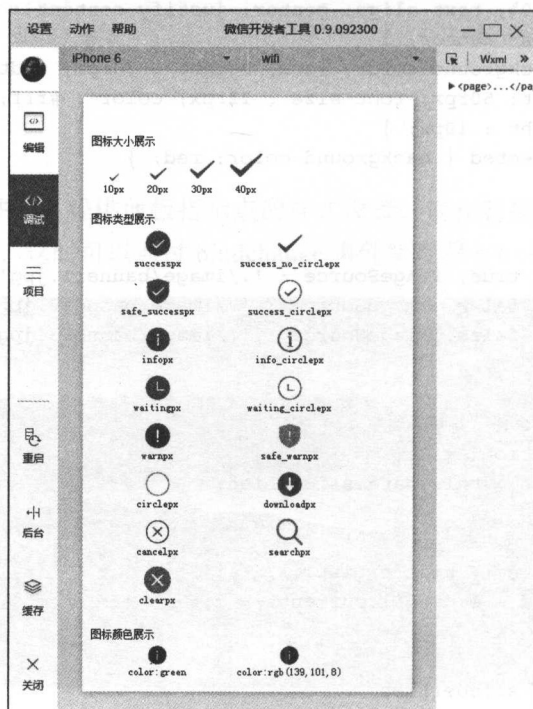 设置 动作 帮助 微信开发者工具 0.9.092300
iPhone 6 wifi Wxml »
<page>...</pa
编辑
调试
项目
重启
后台
缓存
关闭
图标大小展示
10px 20px 30px 40px
图标类型展示
successpx success_no_circlepx
safe_successpx success_circlepx
infopx info_circlepx
waitingpx waiting_circlepx
warnpx safe_warnpx
circlepx downloadpx
cancelpx searchpx
clearpx
图标颜色展示
color:green color:rgb(139,101,8)